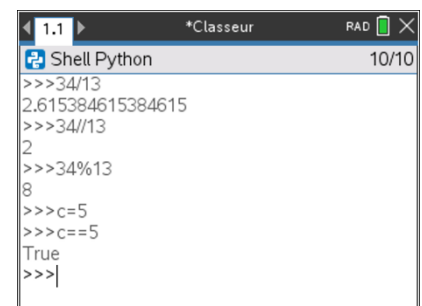 1.1 *Classeur RAD
Shell Python 10/10
>>>34/13
2.615384615384615
>>>34//13
2
>>>34%13
8
>>>c=5
>>>c==5
True
>>>